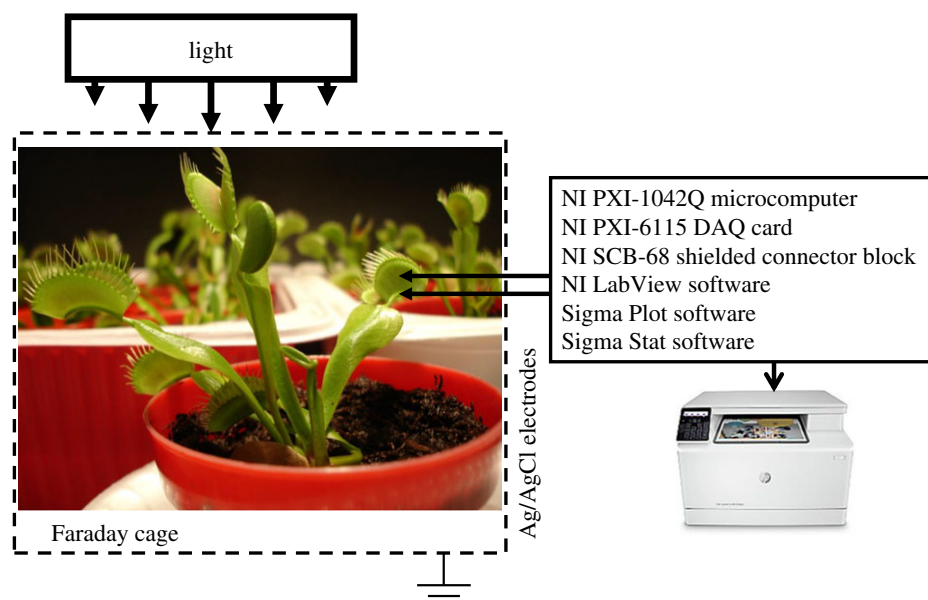 light
NI PXI-1042Q microcomputer
NI PXI-6115 DAQ card
NI SCB-68 shielded connector block
NI LabView software
Sigma Plot software
Sigma Stat software
Ag/AgCl electrodes
Faraday cage
hp